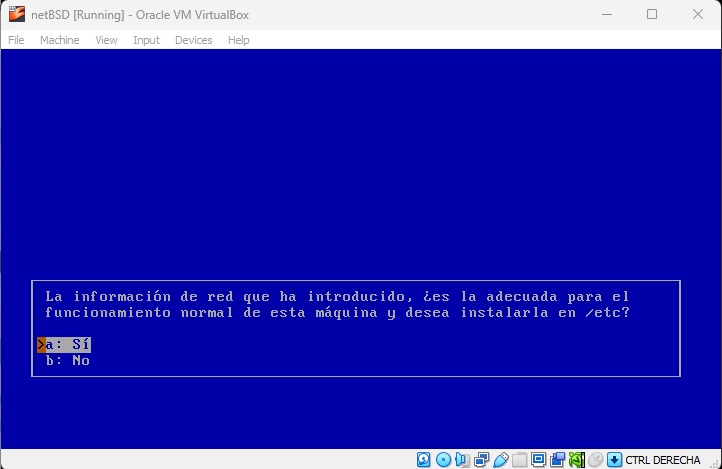 netBSD [Running] - Oracle VM VirtualBox
File Machine View Input Devices Help
La información de red que ha introducido, ¿es la adecuada para el
funcionamiento normal de esta máquina y desea instalarla en /etc?
>a: Sí
b: No
CTRL DERECHA